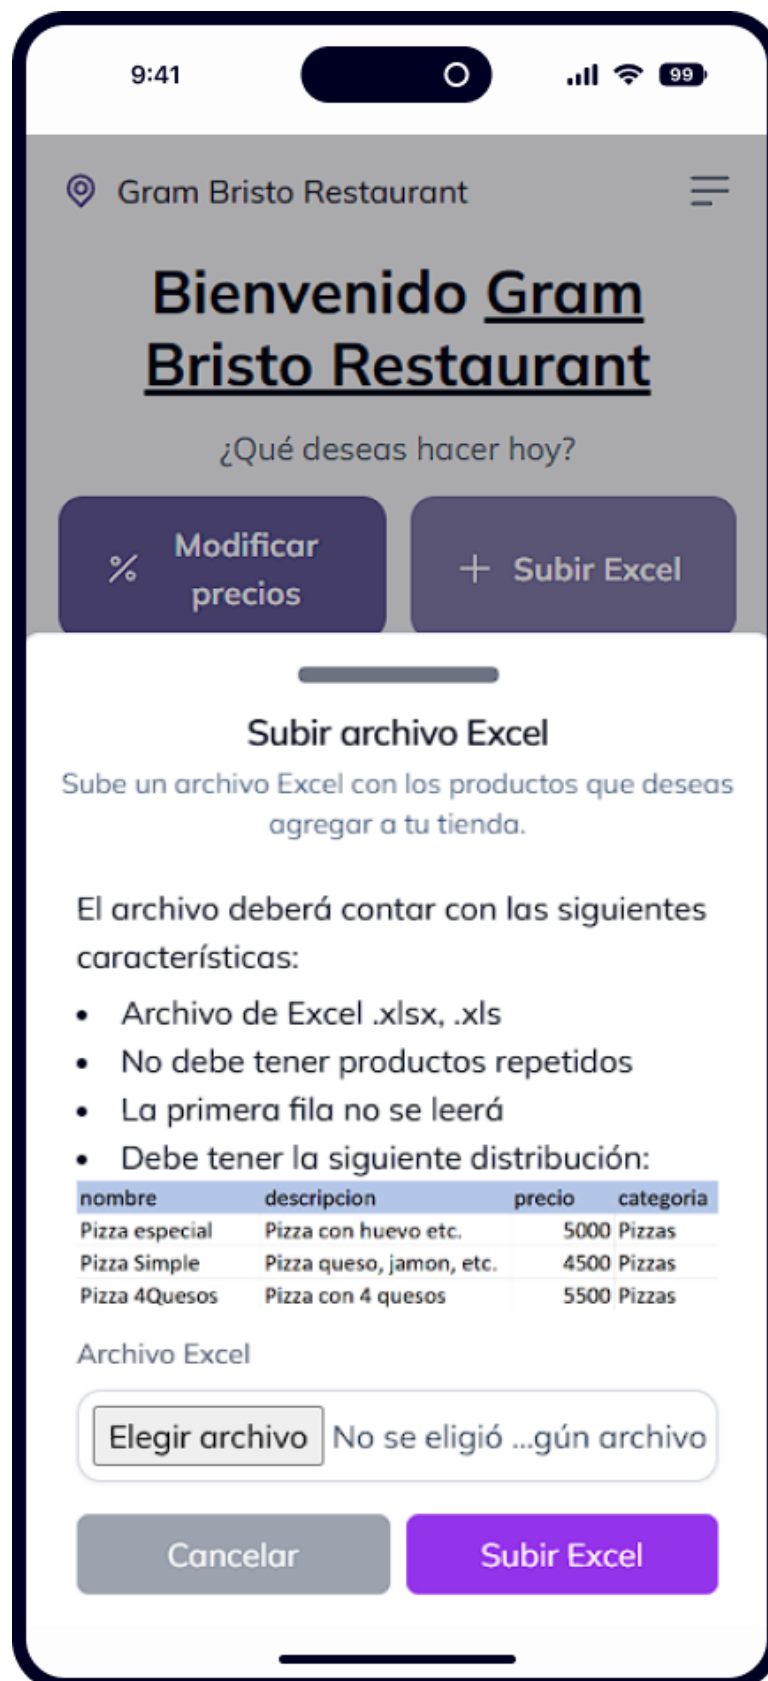 9:41
99
Gram Bristo Restaurant
Bienvenido Gram
Bristo Restaurant
¿Qué deseas hacer hoy?
Modificar
precios
Subir Excel
Subir archivo Excel
Sube un archivo Excel con los productos que deseas
agregar a tu tienda.
El archivo deberá contar con las siguientes
características:
• Archivo de Excel .xlsx, .xls
• No debe tener productos repetidos
• La primera fila no se leerá
• Debe tener la siguiente distribución:
nombre descripcion precio categoria
Pizza especial Pizza con huevo etc. 5000 Pizzas
Pizza Simple Pizza queso, jamon, etc. 4500 Pizzas
Pizza 4Quesos Pizza con 4 quesos 5500 Pizzas
Archivo Excel
Elegir archivo No se eligió ...gún archivo
Cancelar Subir Excel